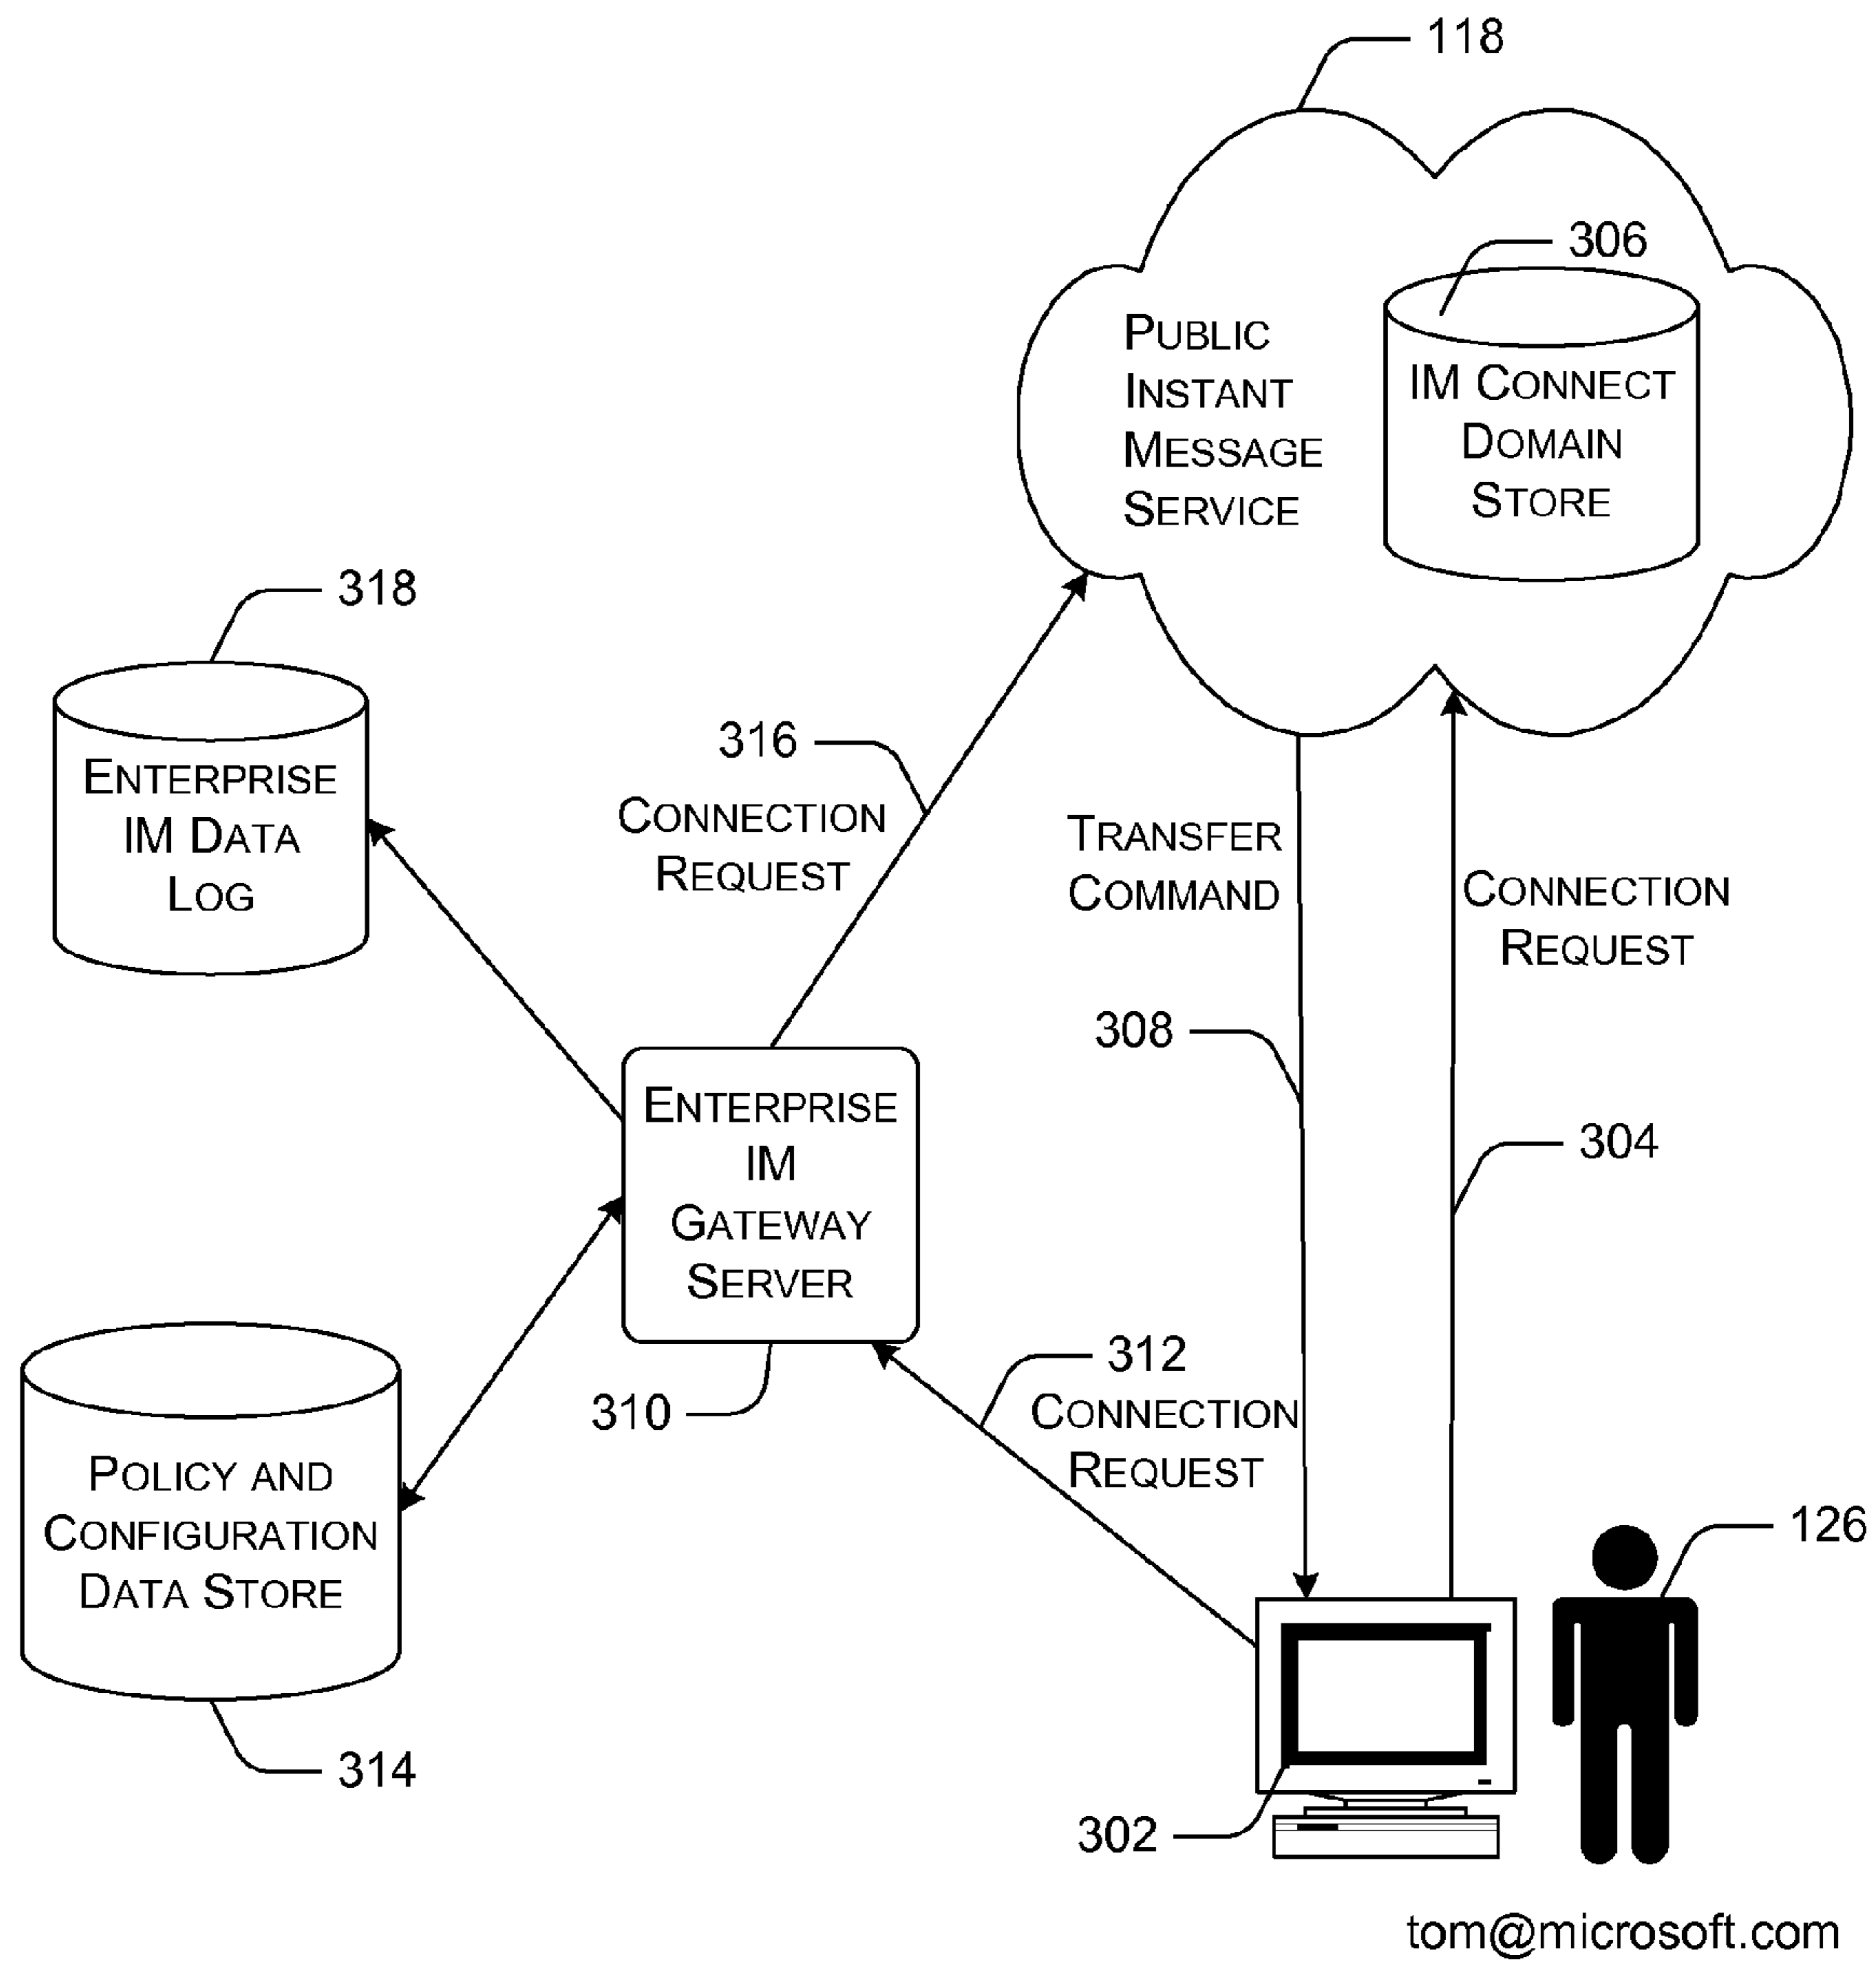 118
306
PUBLIC
INSTANT
MESSAGE
SERVICE
IM CONNECT
DOMAIN
STORE
318
ENTERPRISE
IM DATA
LOG
316
CONNECTION
REQUEST
TRANSFER
COMMAND
CONNECTION
REQUEST
308
304
ENTERPRISE
IM
GATEWAY
SERVER
310
312
CONNECTION
REQUEST
POLICY AND
CONFIGURATION
DATA STORE
314
126
302
tom@microsoft.com